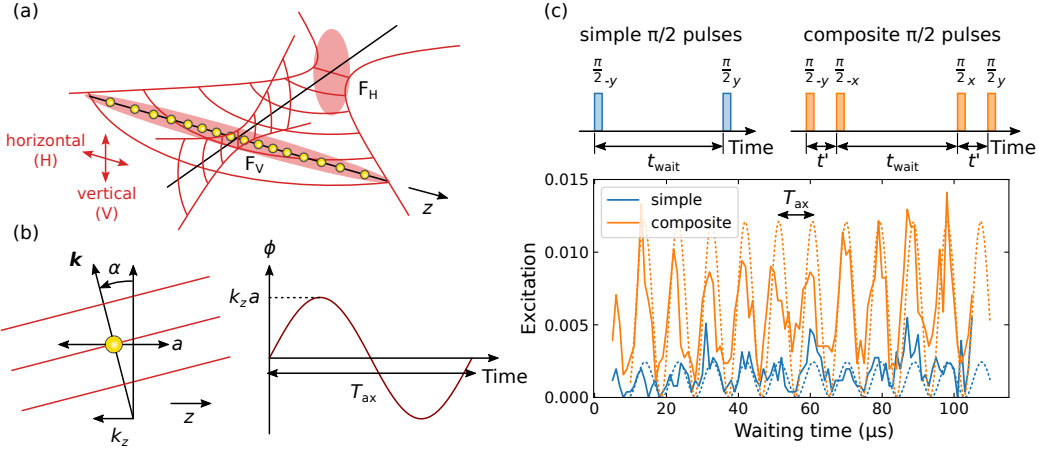 (a)
F_H
horizontal
(H)
F_V
vertical
(V)
z
(b)
k
α
a
k_z
z
ϕ
k_z a
Time
T_ax
(c)
simple π/2 pulses
composite π/2 pulses
π/2 -y
π/2 y
Time
t_wait
π/2 -y
π/2 -x
π/2 x
π/2 y
Time
t'
t_wait
t'
Excitation
0.015
0.010
0.005
0.000
simple
composite
T_ax
0
20
40
60
80
100
Waiting time (μs)